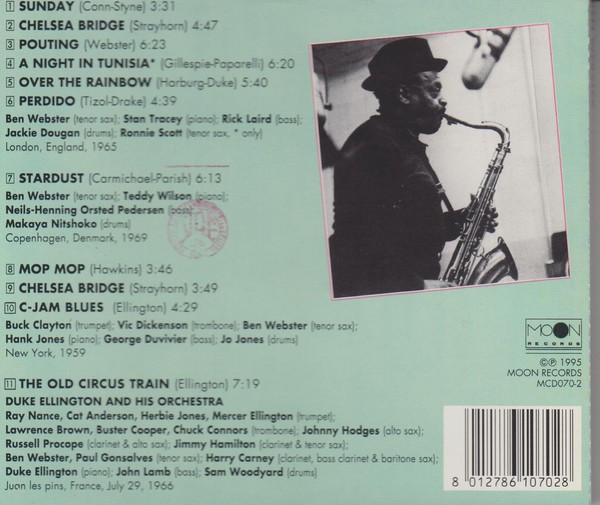 1 SUNDAY (Conn-Styne) 3:31
2 CHELSEA BRIDGE (Strayhorn) 4:47
3 POUTING (Webster) 6:23
4 A NIGHT IN TUNISIA* (Gillespie-Paparelli) 6:20
5 OVER THE RAINBOW (Harburg-Duke) 5:40
6 PERDIDO (Tizol-Drake) 4:39
Ben Webster (tenor sax); Stan Tracey (piano); Rick Laird (bass);
Jackie Dougan (drums); Ronnie Scott (tenor sax, * only)
London, England, 1965
7 STARDUST (Carmichael-Parish) 6:13
Ben Webster (tenor sax); Teddy Wilson (piano);
Neils-Henning Orsted Pedersen (bass);
Makaya Nitshoko (drums)
Copenhagen, Denmark, 1969
8 MOP MOP (Hawkins) 3:46
9 CHELSEA BRIDGE (Strayhorn) 3:49
10 C-JAM BLUES (Ellington) 4:29
Buck Clayton (trumpet); Vic Dickenson (trombone); Ben Webster (tenor sax);
Hank Jones (piano); George Duvivier (bass); Jo Jones (drums)
New York, 1959
11 THE OLD CIRCUS TRAIN (Ellington) 7:19
DUKE ELLINGTON AND HIS ORCHESTRA
Ray Nance, Cat Anderson, Herbie Jones, Mercer Ellington (trumpet);
Lawrence Brown, Buster Cooper, Chuck Connors (trombone); Johnny Hodges (alto sax);
Russell Procope (clarinet & alto sax); Jimmy Hamilton (clarinet & tenor sax);
Ben Webster, Paul Gonsalves (tenor sax); Harry Carney (clarinet, bass clarinet & baritone sax);
Duke Ellington (piano); John Lamb (bass); Sam Woodyard (drums)
Juan les pins, France, July 29, 1966
MOON
RECORDS
©℗ 1995
MOON RECORDS
MCD070-2
8 012786 107028